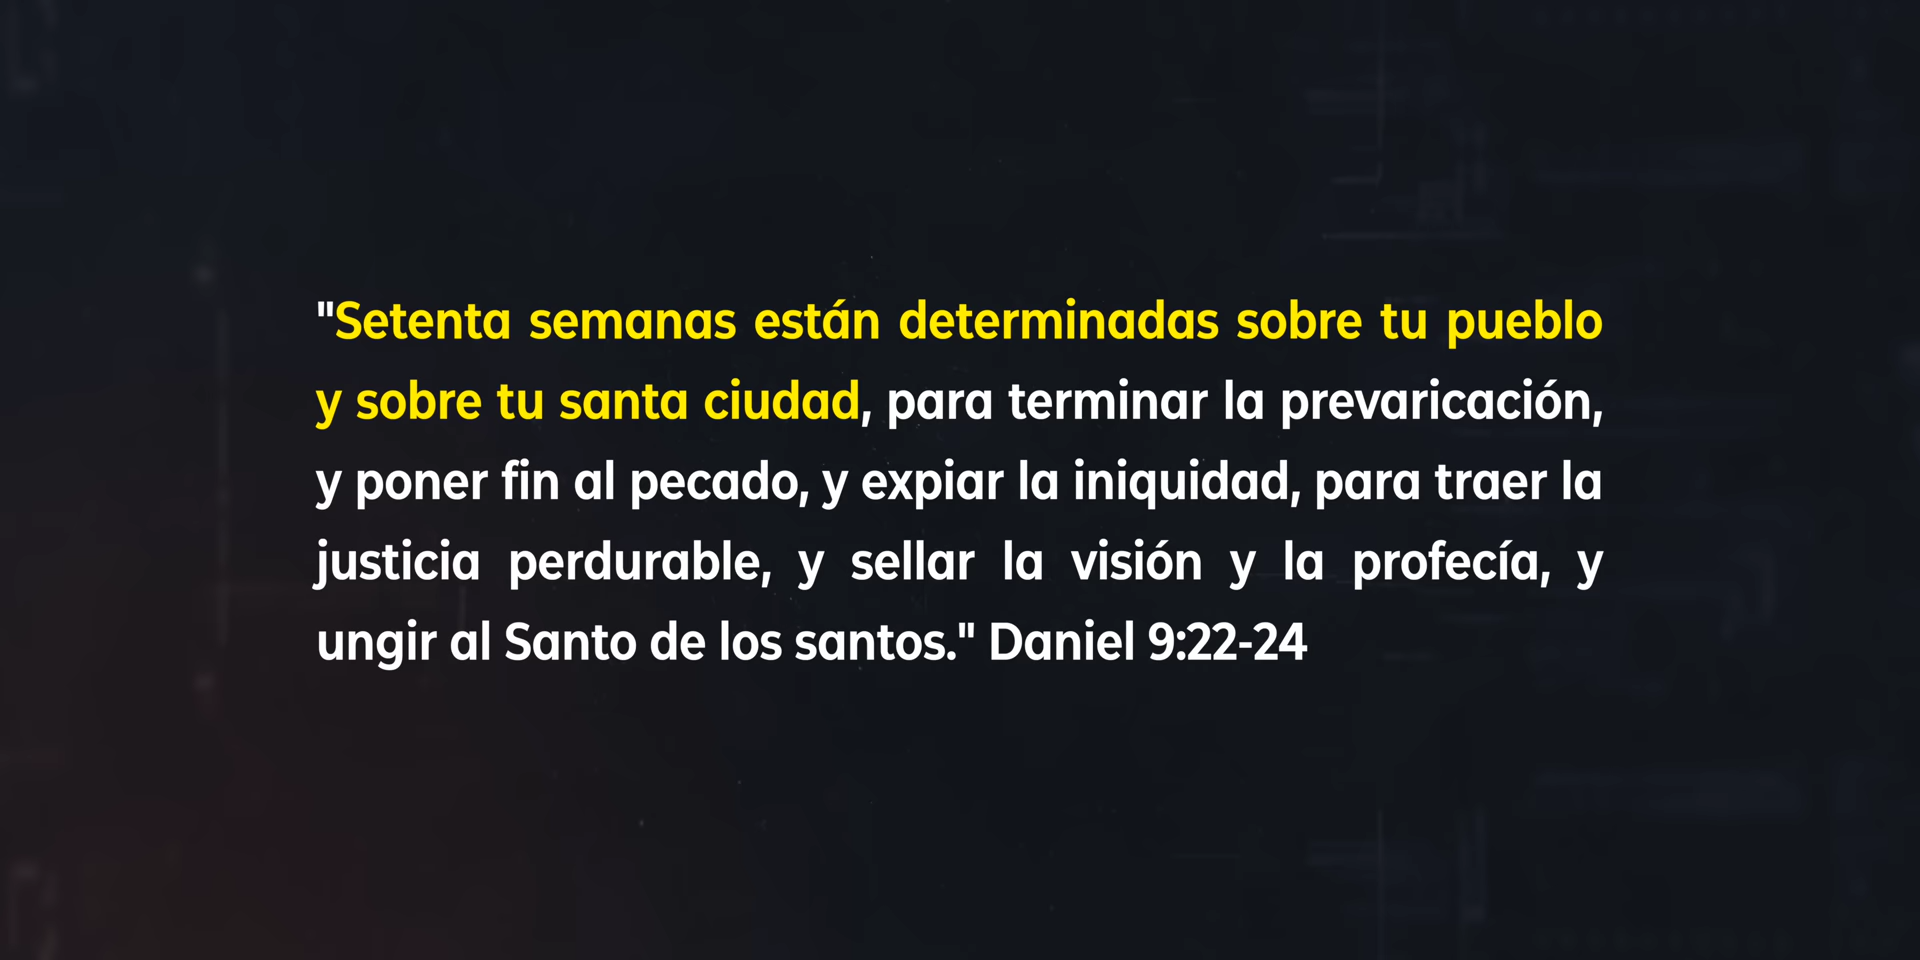 "Setenta semanas están determinadas sobre tu pueblo
y sobre tu santa ciudad, para terminar la prevaricación,
y poner fin al pecado, y expiar la iniquidad, para traer la
justicia perdurable, y sellar la visión y la profecía, y
ungir al Santo de los santos." Daniel 9:22-24